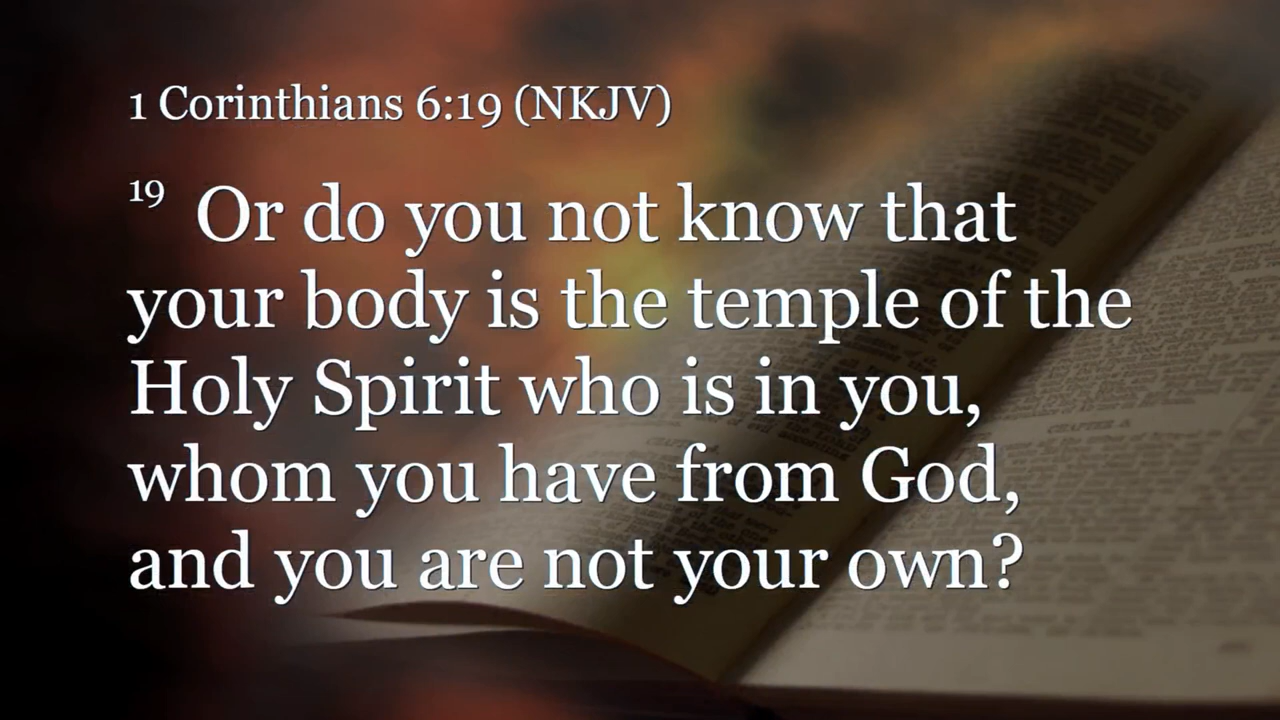 1 Corinthians 6:19 (NKJV)
19 Or do you not know that
your body is the temple of the
Holy Spirit who is in you,
whom you have from God,
and you are not your own?